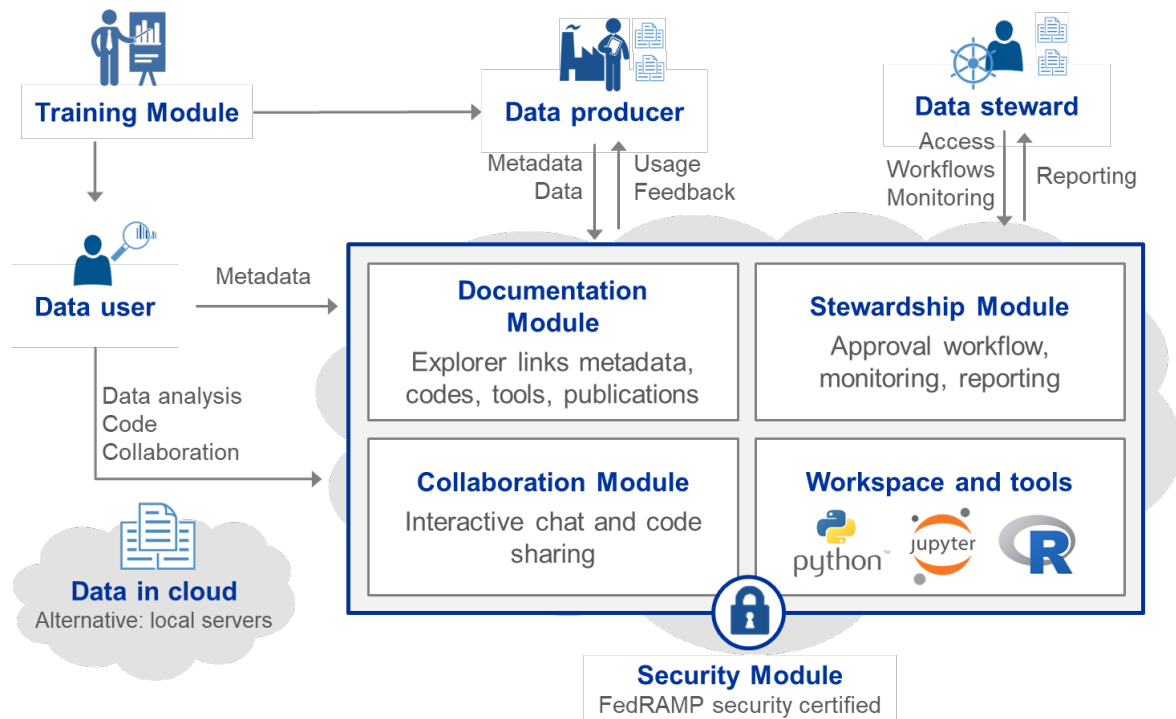 Training Module
Data producer
Data steward
Metadata
Data
Usage
Feedback
Access
Workflows
Monitoring
Reporting
Data user
Metadata
Data analysis
Code
Collaboration
Documentation
Module
Explorer links metadata,
codes, tools, publications
Stewardship Module
Approval workflow,
monitoring, reporting
Collaboration Module
Interactive chat and code
sharing
Workspace and tools
python™
jupyter
R
Data in cloud
Alternative: local servers
Security Module
FedRAMP security certified